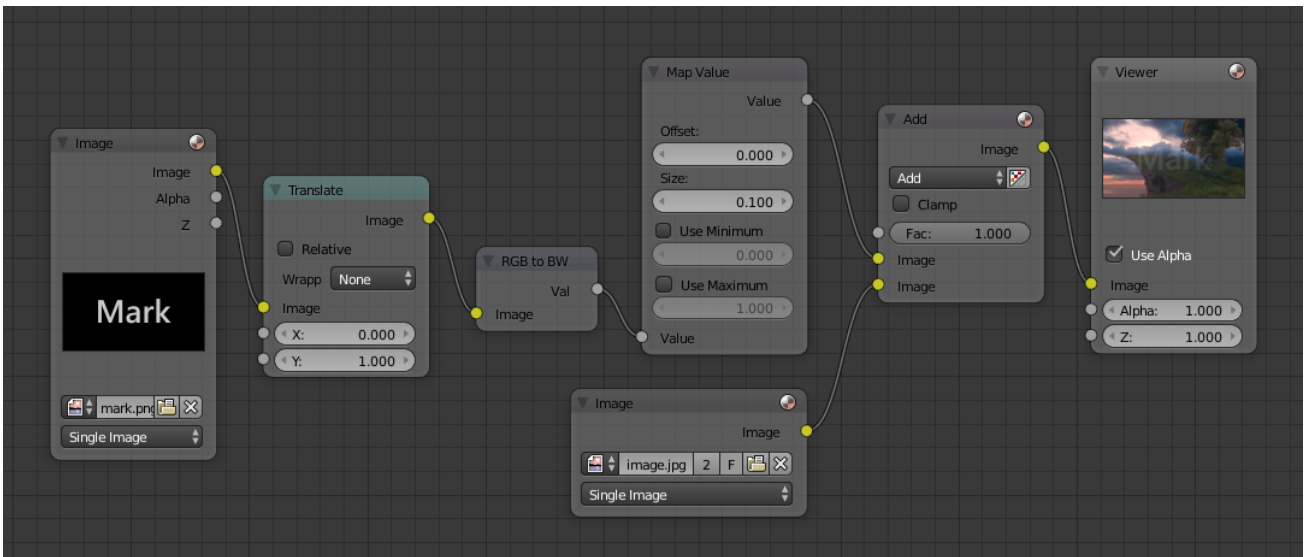 Image
Image
Alpha
Z
Mark
mark.png
Single Image
Translate
Image
Relative
Wrapp None
Image
X: 0.000
Y: 1.000
RGB to BW
Val
Image
Map Value
Value
Offset:
0.000
Size:
0.100
Use Minimum
0.000
Use Maximum
1.000
Value
Image
Image
image.jpg 2 F
Single Image
Add
Image
Add
Clamp
Fac: 1.000
Image
Image
Viewer
Mark
Use Alpha
Image
Alpha: 1.000
Z: 1.000